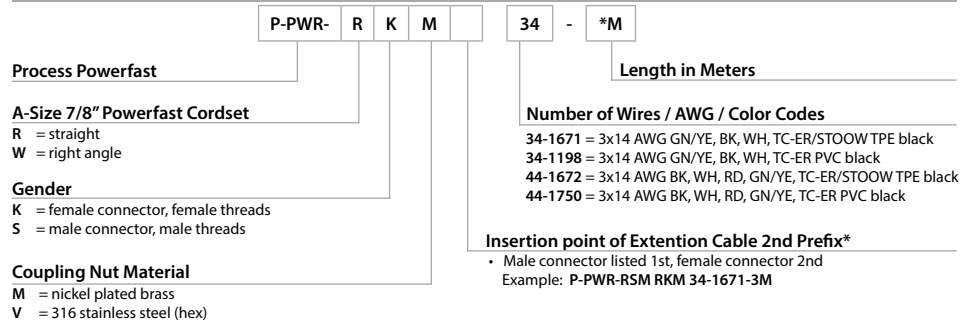 P-PWR- R K M 34 - *M
Process Powerfast
Length in Meters
A-Size 7/8” Powerfast Cordset
R = straight
W = right angle
Number of Wires / AWG / Color Codes
34-1671 = 3x14 AWG GN/YE, BK, WH, TC-ER/STOOW TPE black
34-1198 = 3x14 AWG GN/YE, BK, WH, TC-ER PVC black
44-1672 = 3x14 AWG BK, WH, RD, GN/YE, TC-ER/STOOW TPE black
44-1750 = 3x14 AWG BK, WH, RD, GN/YE, TC-ER PVC black
Gender
K = female connector, female threads
S = male connector, male threads
Insertion point of Extention Cable 2nd Prefix*
• Male connector listed 1st, female connector 2nd
Example: P-PWR-RSM RKM 34-1671-3M
Coupling Nut Material
M = nickel plated brass
V = 316 stainless steel (hex)